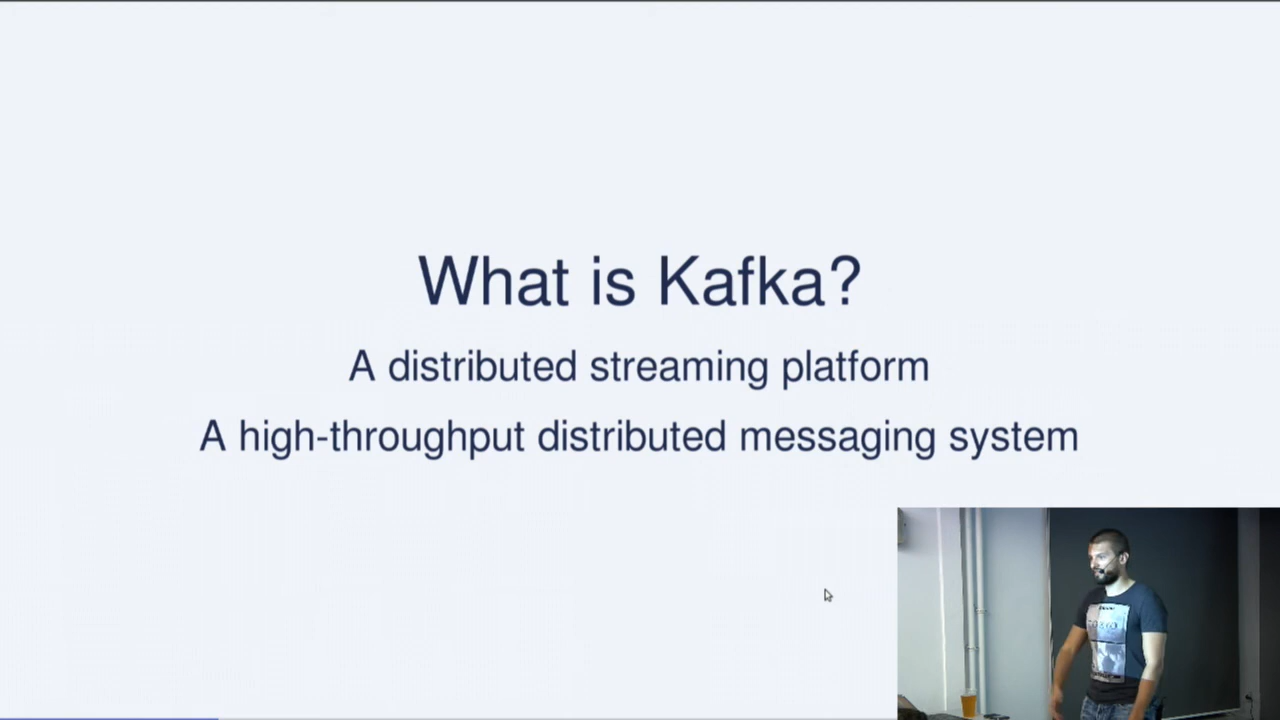 What is Kafka?
A distributed streaming platform
A high-throughput distributed messaging system